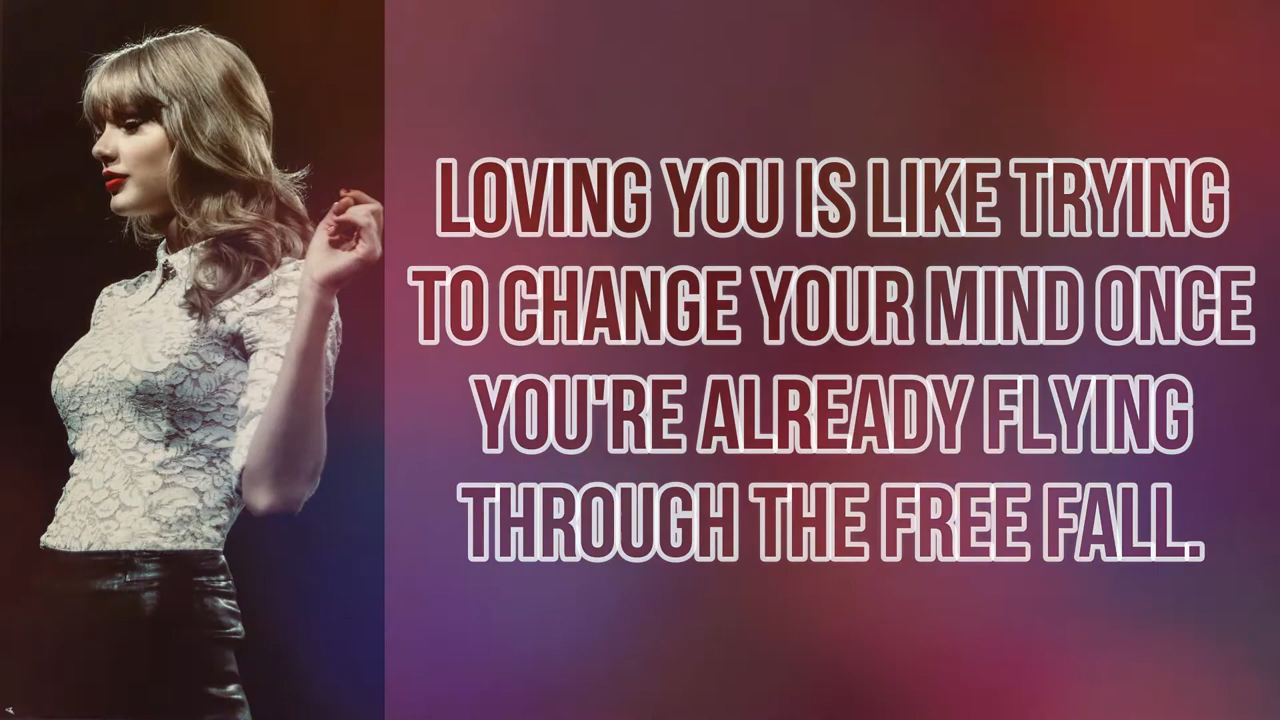 LOVING YOU IS LIKE TRYING
TO CHANGE YOUR MIND ONCE
YOU'RE ALREADY FLYING
THROUGH THE FREE FALL.